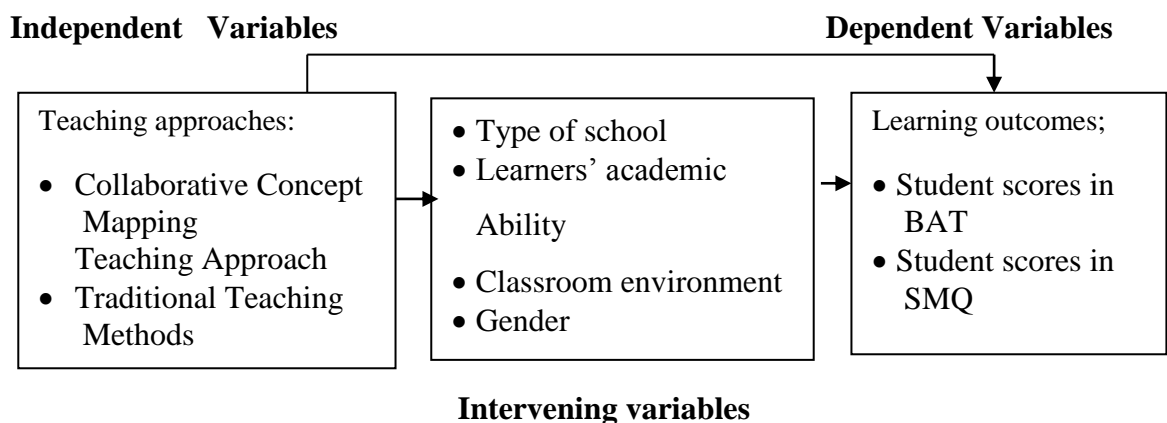 Independent Variables
Dependent Variables
Teaching approaches:
• Collaborative Concept
Mapping
Teaching Approach
• Traditional Teaching
Methods
• Type of school
• Learners’ academic
Ability
• Classroom environment
• Gender
Learning outcomes;
• Student scores in
BAT
• Student scores in
SMQ
Intervening variables